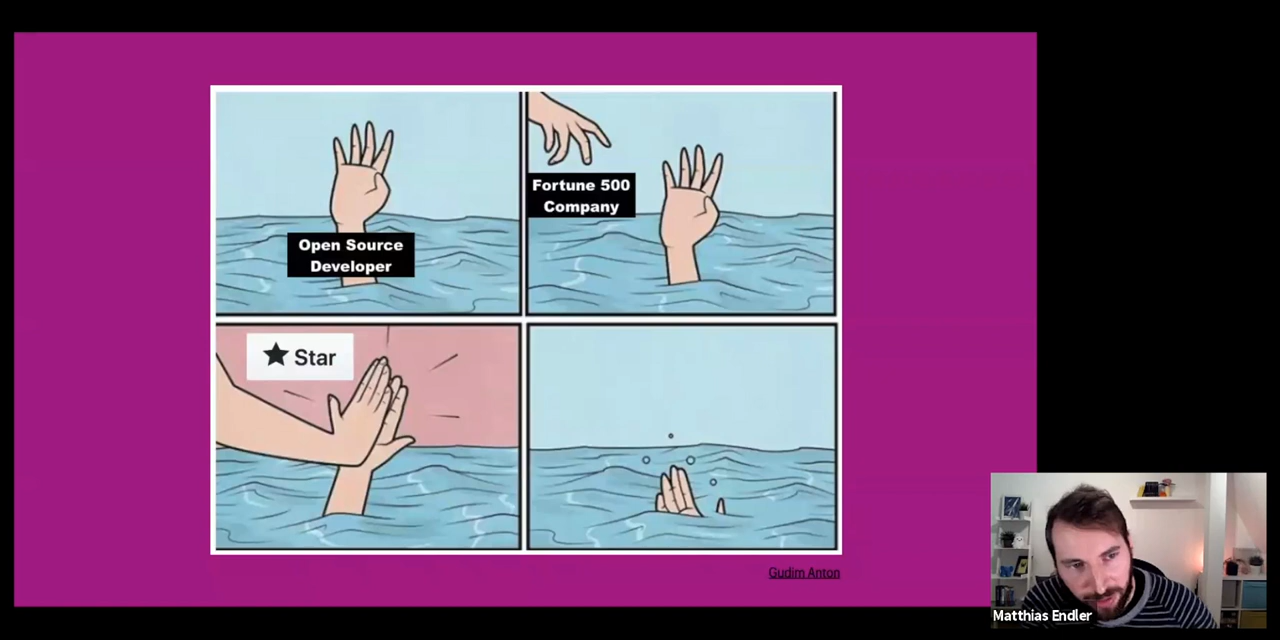 Open Source
Developer
Fortune 500
Company
★ Star
Gudim Anton
Matthias Endler